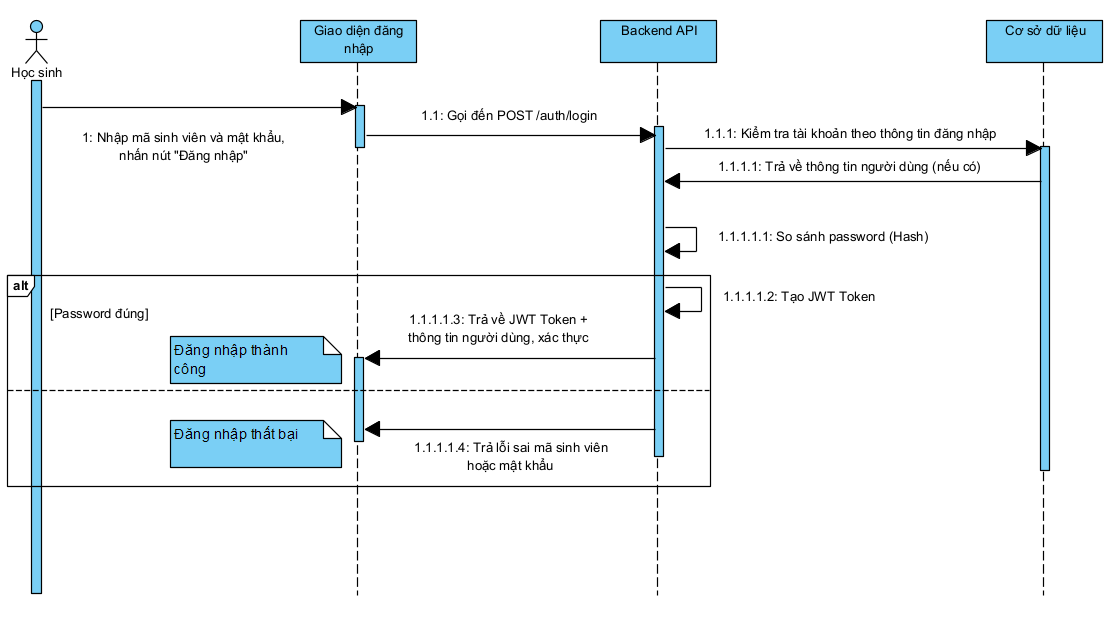 Học sinh
Giao diện đăng
nhập
Backend API
Cơ sở dữ liệu
1: Nhập mã sinh viên và mật khẩu,
nhấn nút "Đăng nhập"
1.1: Gọi đến POST /auth/login
1.1.1: Kiểm tra tài khoản theo thông tin đăng nhập
1.1.1.1: Trả về thông tin người dùng (nếu có)
1.1.1.1.1: So sánh password (Hash)
alt
[Password đúng]
1.1.1.1.2: Tạo JWT Token
1.1.1.1.3: Trả về JWT Token +
thông tin người dùng, xác thực
Đăng nhập thành
công
Đăng nhập thất bại
1.1.1.1.4: Trả lỗi sai mã sinh viên
hoặc mật khẩu